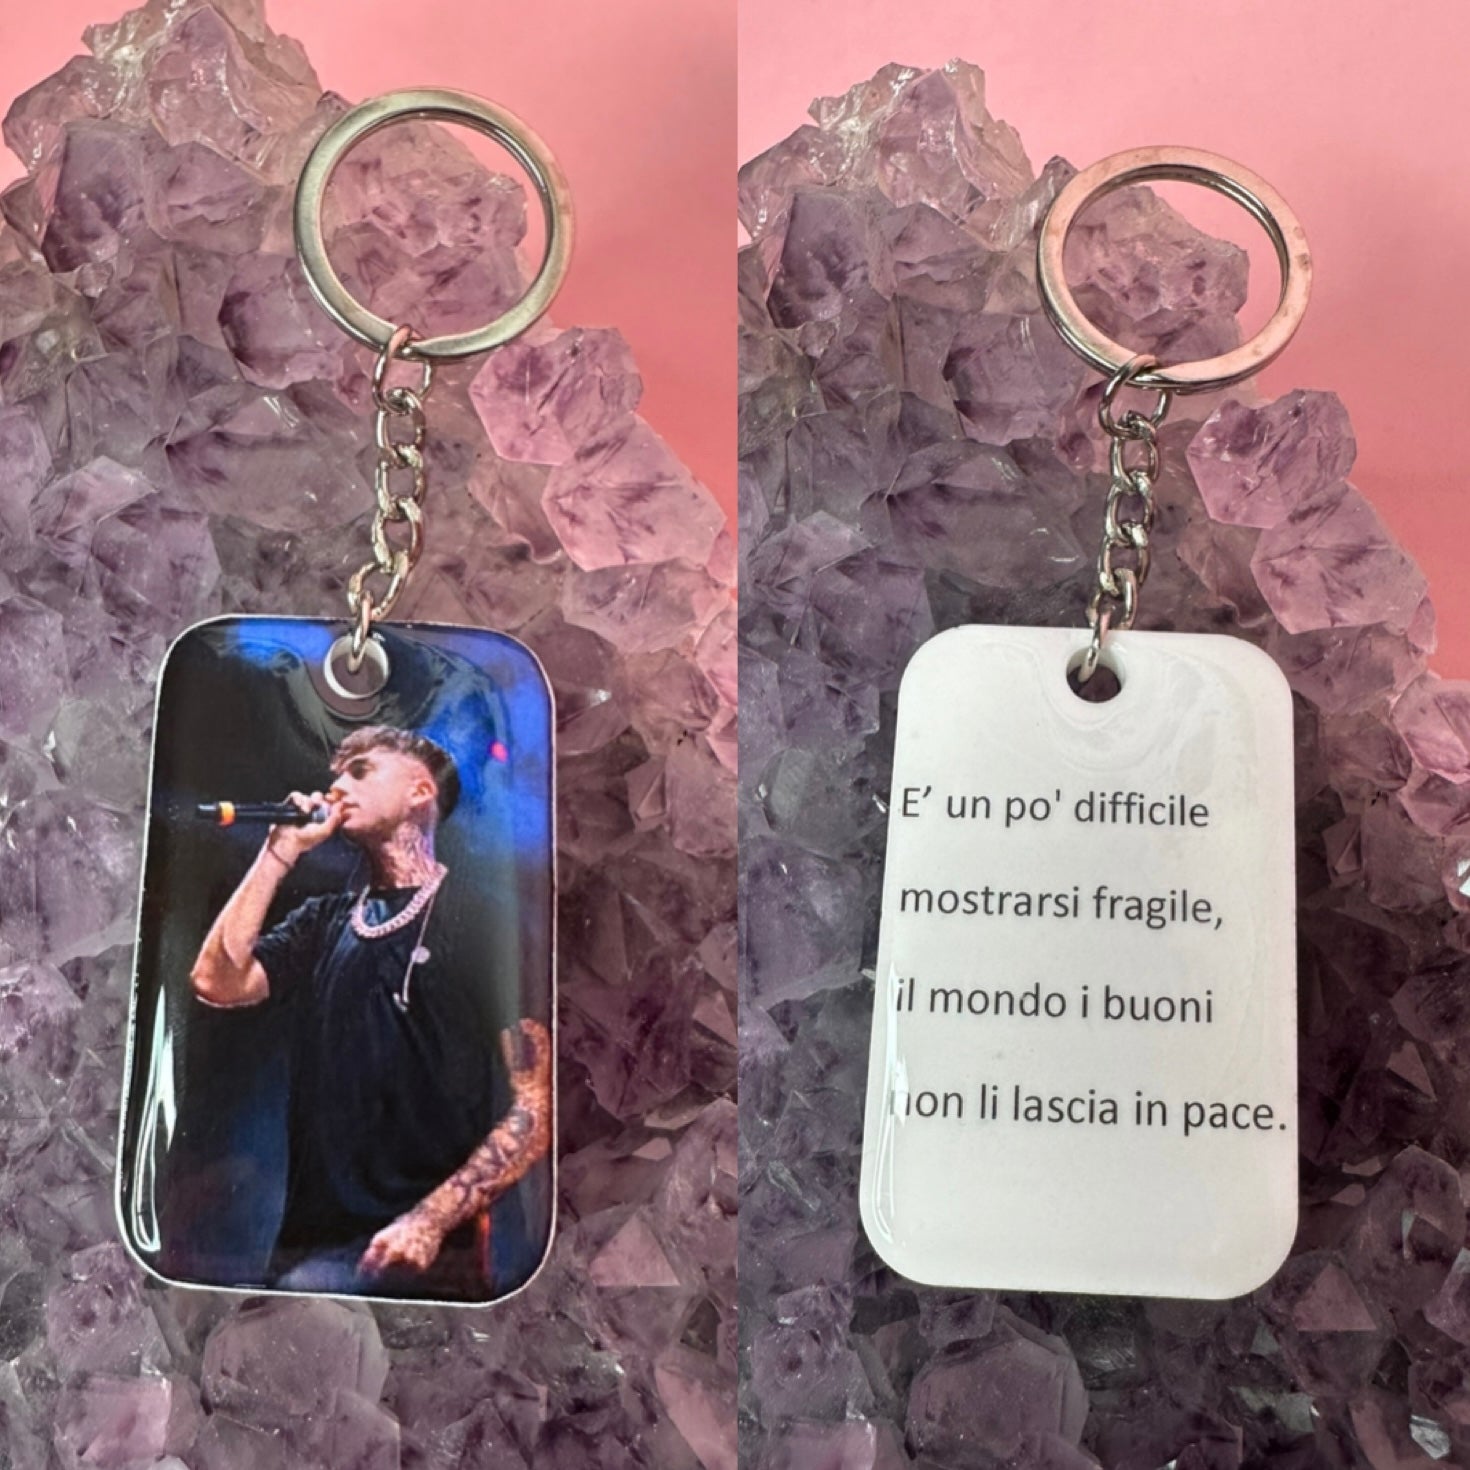 E’ un po' difficile
mostrarsi fragile,
il mondo i buoni
non li lascia in pace.